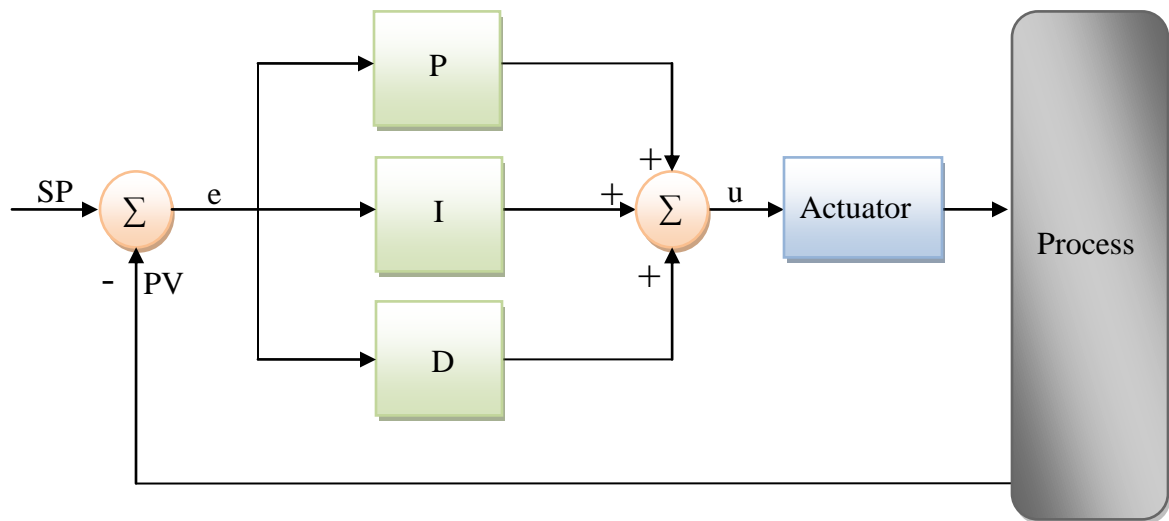 P
+
SP
Σ
e
I
+
Σ
u
Actuator
Process
-
PV
+
D